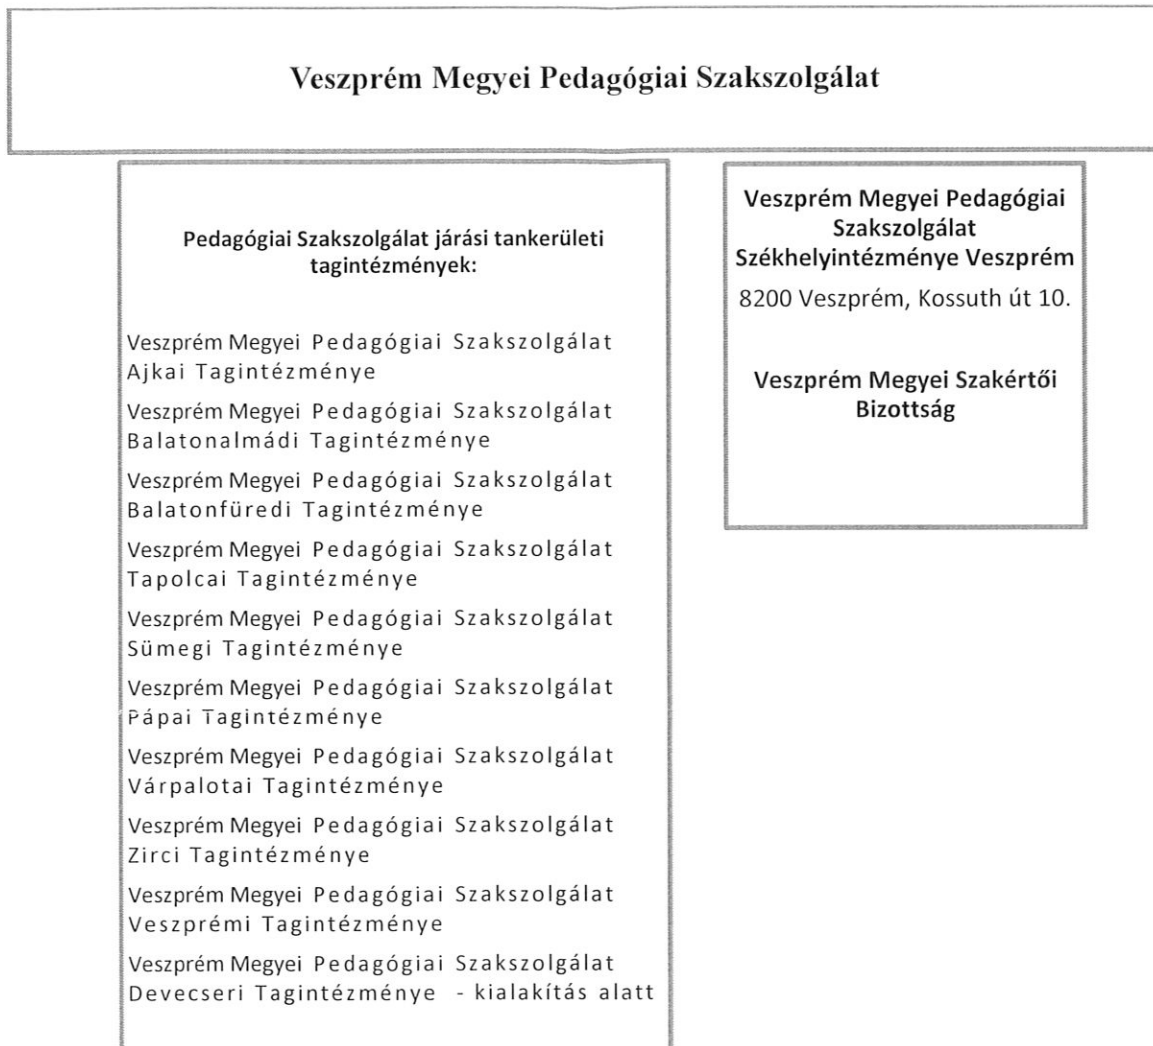 Veszprém Megyei Pedagógiai Szakszolgálat
Pedagógiai Szakszolgálat járási tankerületi
tagintézmények:
Veszprém Megyei Pedagógiai Szakszolgálat
Ajkai Tagintézménye
Veszprém Megyei Pedagógiai Szakszolgálat
Balatonalmádi Tagintézménye
Veszprém Megyei Pedagógiai Szakszolgálat
Balatonfüredi Tagintézménye
Veszprém Megyei Pedagógiai Szakszolgálat
Tapolcai Tagintézménye
Veszprém Megyei Pedagógiai Szakszolgálat
Sümegi Tagintézménye
Veszprém Megyei Pedagógiai Szakszolgálat
Pápai Tagintézménye
Veszprém Megyei Pedagógiai Szakszolgálat
Várpalotai Tagintézménye
Veszprém Megyei Pedagógiai Szakszolgálat
Zirci Tagintézménye
Veszprém Megyei Pedagógiai Szakszolgálat
Veszprémi Tagintézménye
Veszprém Megyei Pedagógiai Szakszolgálat
Devecseri Tagintézménye - kialakítás alatt
Veszprém Megyei Pedagógiai
Szakszolgálat
Székhelyintézménye Veszprém
8200 Veszprém, Kossuth út 10.
Veszprém Megyei Szakértői
Bizottság